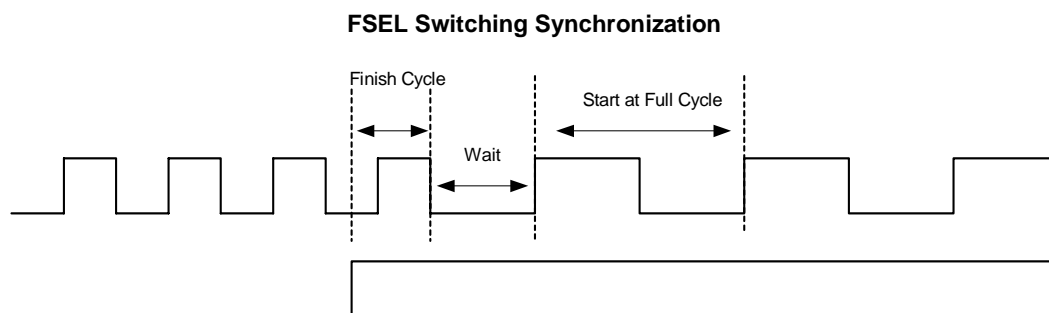 FSEL Switching Synchronization
Finish Cycle
Start at Full Cycle
Wait